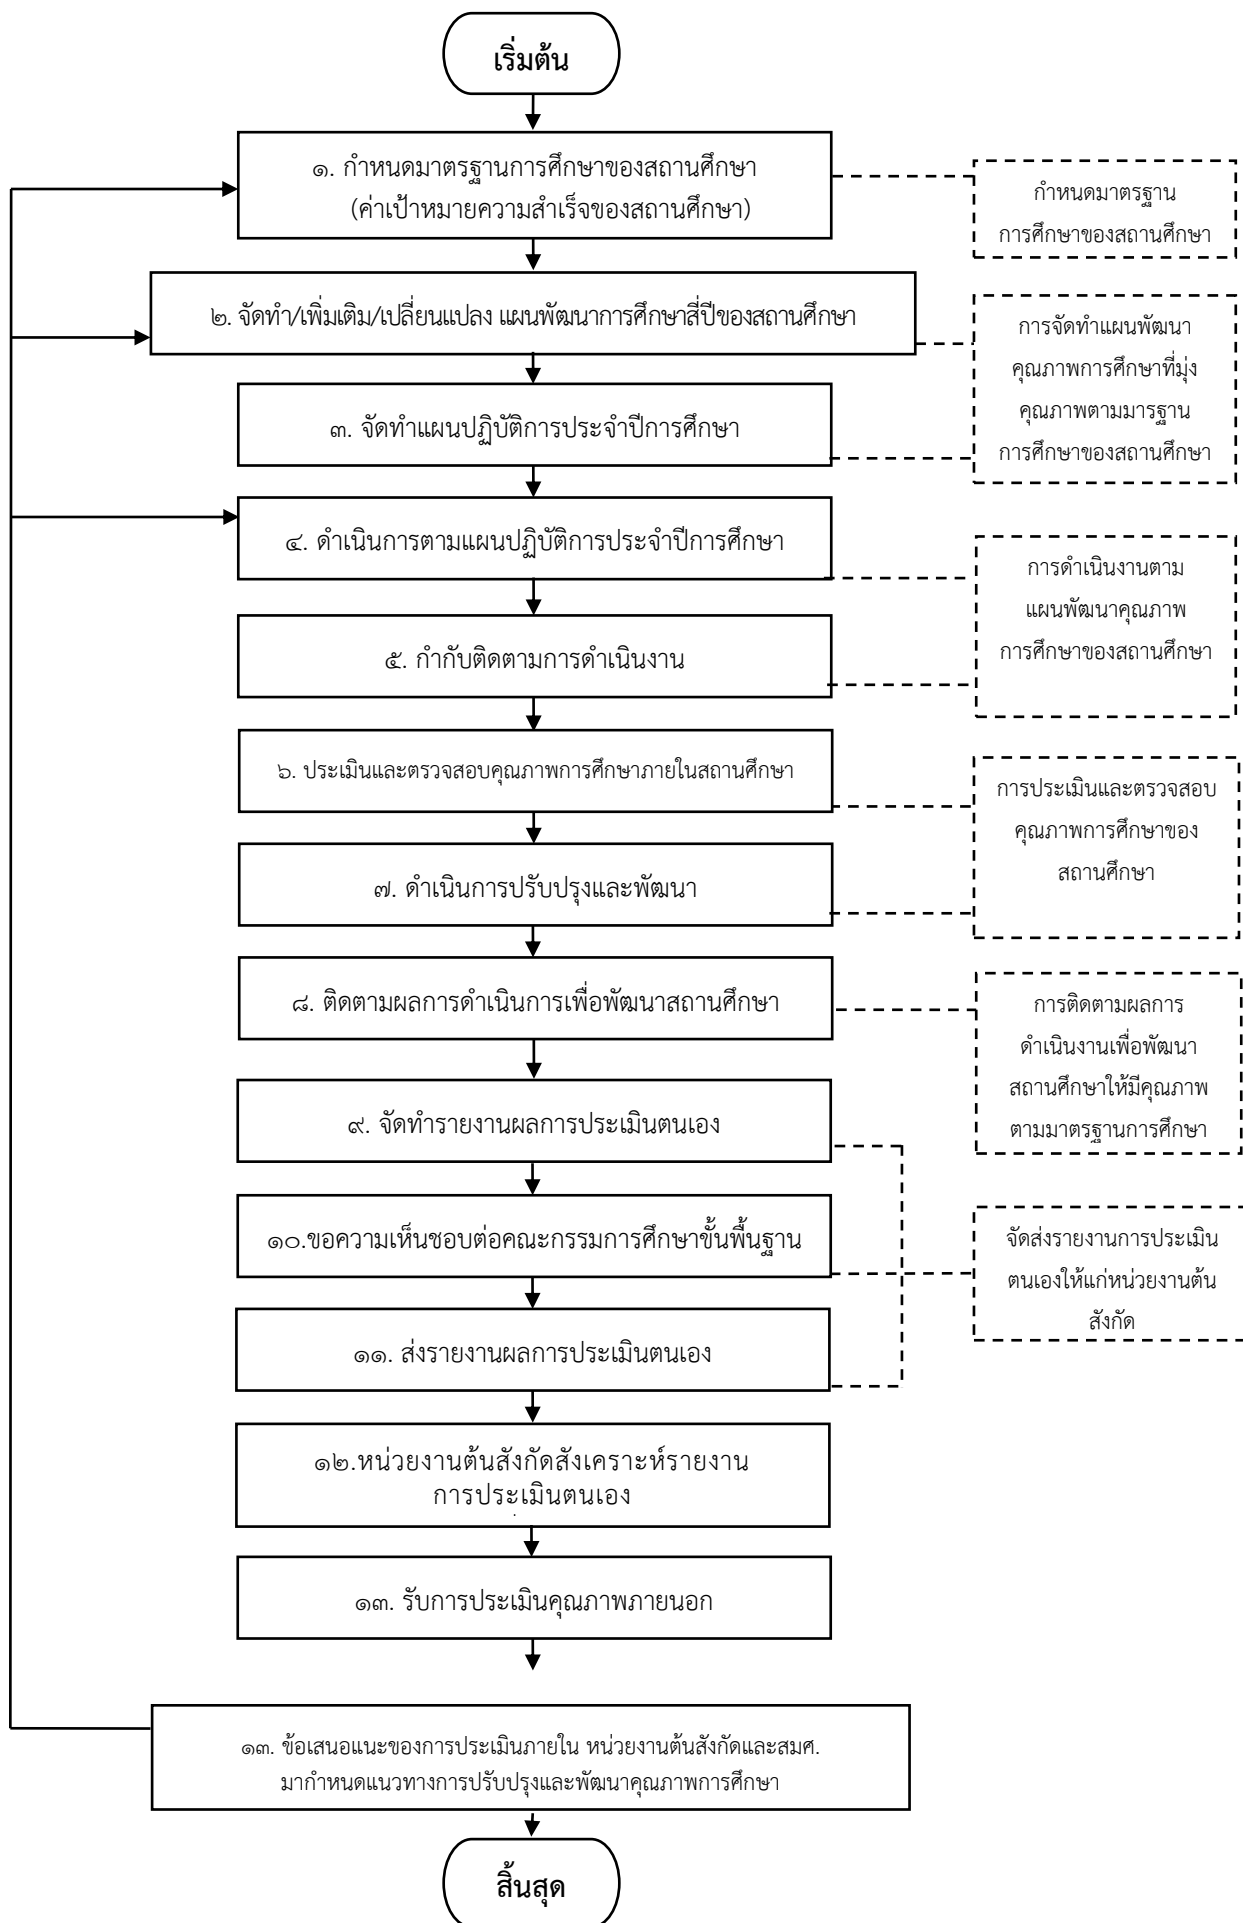 เริ่มต้น
๑. กำหนดมาตรฐานการศึกษาของสถานศึกษา
(ค่าเป้าหมายความสำเร็จของสถานศึกษา)
กำหนดมาตรฐาน
การศึกษาของสถานศึกษา
๒. จัดทำ/เพิ่มเติม/เปลี่ยนแปลง แผนพัฒนาการศึกษาสี่ปีของสถานศึกษา
๓. จัดทำแผนปฏิบัติการประจำปีการศึกษา
การจัดทำแผนพัฒนา
คุณภาพการศึกษาที่มุ่ง
คุณภาพตามมารฐาน
การศึกษาของสถานศึกษา
๔. ดำเนินการตามแผนปฏิบัติการประจำปีการศึกษา
๕. กำกับติดตามการดำเนินงาน
การดำเนินงานตาม
แผนพัฒนาคุณภาพ
การศึกษาของสถานศึกษา
๖. ประเมินและตรวจสอบคุณภาพการศึกษาภายในสถานศึกษา
๗. ดำเนินการปรับปรุงและพัฒนา
การประเมินและตรวจสอบ
คุณภาพการศึกษาของ
สถานศึกษา
๘. ติดตามผลการดำเนินการเพื่อพัฒนาสถานศึกษา
การติดตามผลการ
ดำเนินงานเพื่อพัฒนา
สถานศึกษาให้มีคุณภาพ
ตามมาตรฐานการศึกษา
๙. จัดทำรายงานผลการประเมินตนเอง
๑๐.ขอความเห็นชอบต่อคณะกรรมการศึกษาขั้นพื้นฐาน
๑๑. ส่งรายงานผลการประเมินตนเอง
จัดส่งรายงานการประเมิน
ตนเองให้แก่หน่วยงานต้น
สังกัด
๑๒.หน่วยงานต้นสังกัดสังเคราะห์รายงาน
การประเมินตนเอง
๑๓. รับการประเมินคุณภาพภายนอก
๑๓. ข้อเสนอแนะของการประเมินภายใน หน่วยงานต้นสังกัดและสมศ.
มากำหนดแนวทางการปรับปรุงและพัฒนาคุณภาพการศึกษา
สิ้นสุด